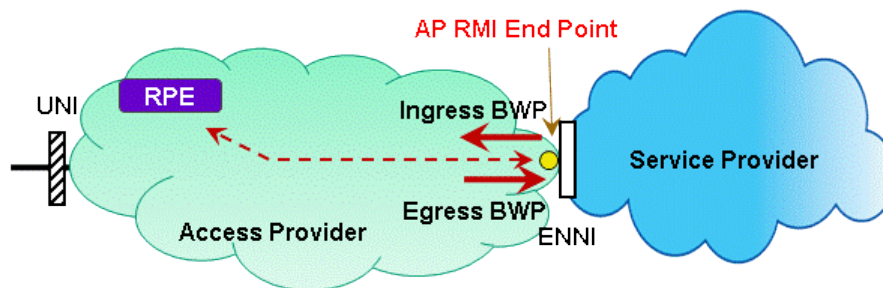 AP RMI End Point
UNI
RPE
Ingress BWP
Service Provider
Egress BWP
Access Provider
ENNI